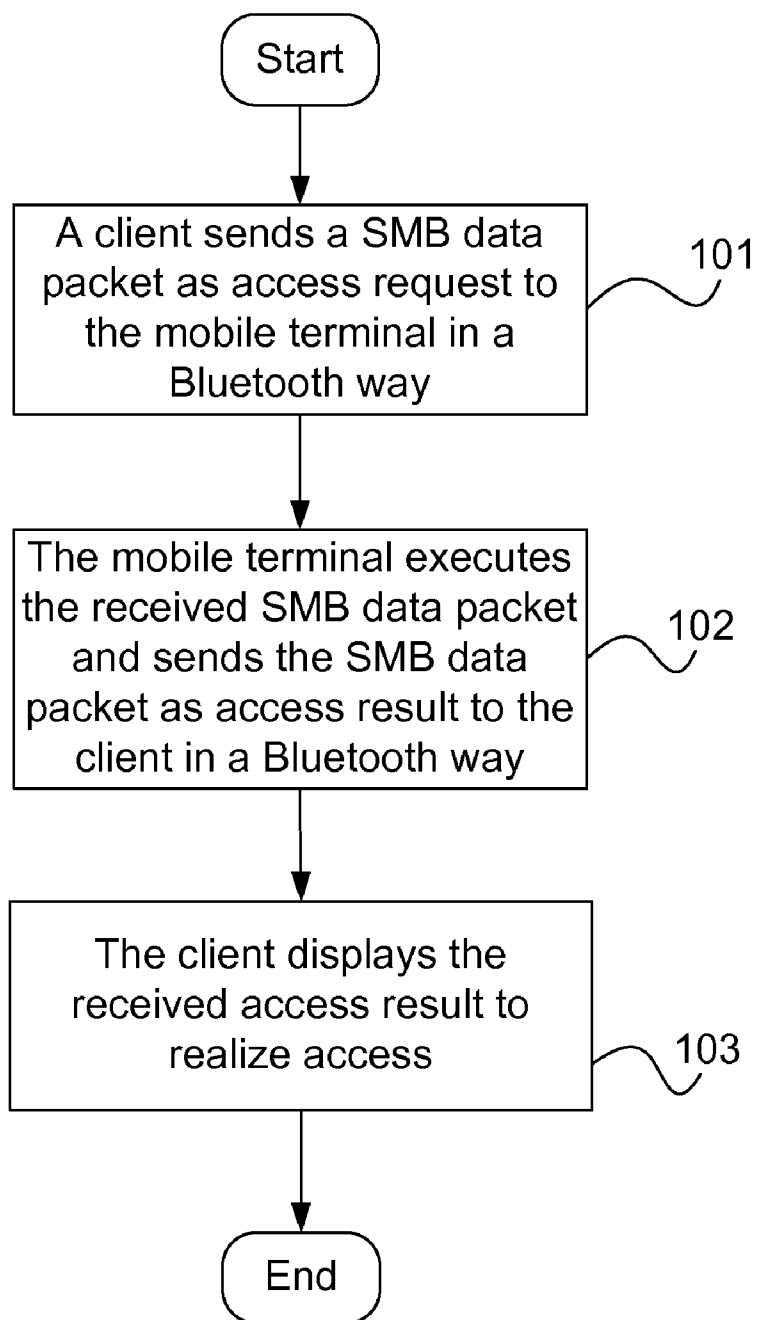 Start
A client sends a SMB data
packet as access request to
the mobile terminal in a
Bluetooth way
101
The mobile terminal executes
the received SMB data packet
and sends the SMB data
packet as access result to the
client in a Bluetooth way
102
The client displays the
received access result to
realize access
103
End